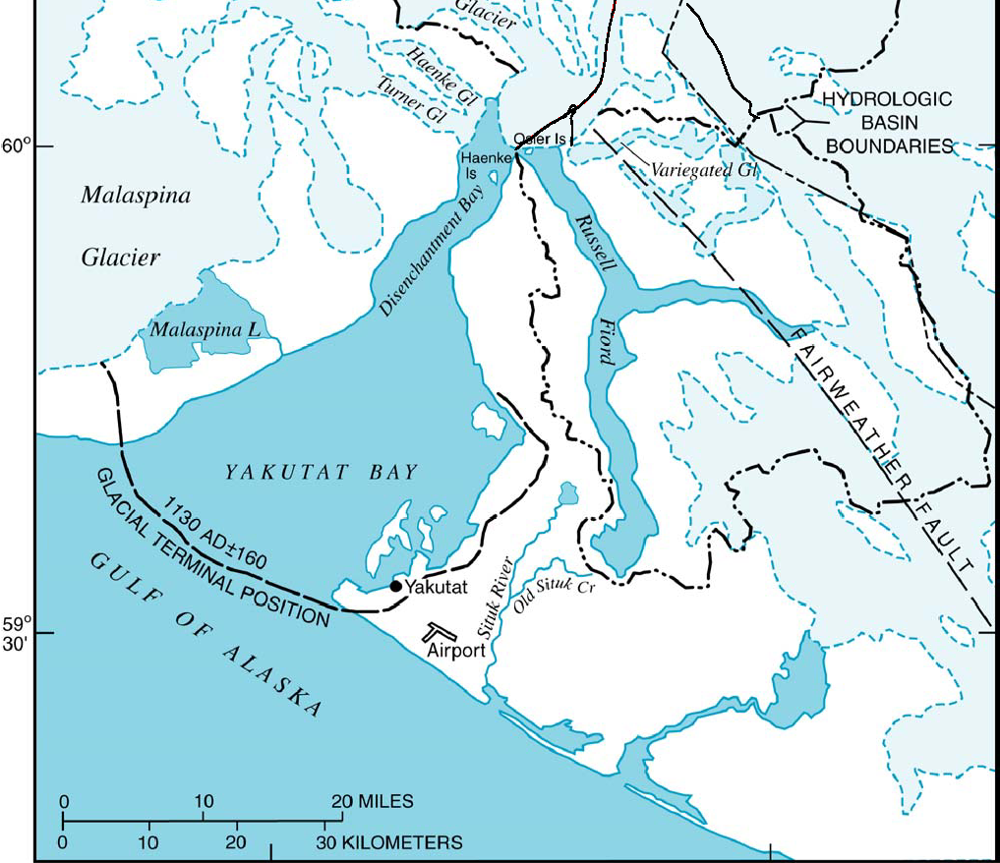 Glacier
Haenke Gl
Turner Gl
HYDROLOGIC
BASIN
BOUNDARIES
60º
Osier Is
Haenke
Is
Variegated Gl
Malaspina
Glacier
Disenchantment Bay
Russell
Fiord
Malaspina L
FAIRWEATHER FAULT
YAKUTAT BAY
1130 AD±160
GLACIAL TERMINAL POSITION
GULF OF ALASKA
Yakutat
Situk River
Old Situk Cr
Airport
59º
30'
0 10 20 MILES
0 10 20 30 KILOMETERS